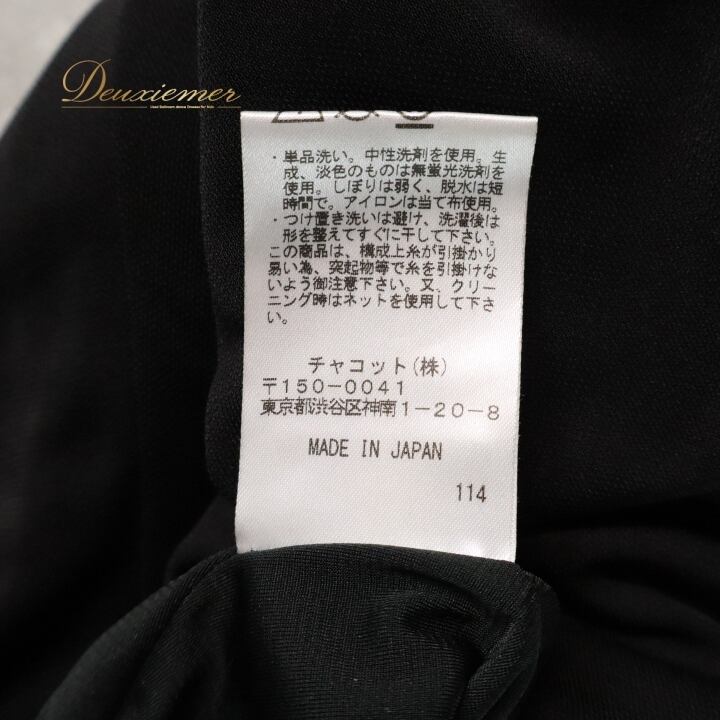 Deuxiemer
Used Ballroom dance Dresses for kids
・単品洗い。中性洗剤を使用。生
成、淡色のものは無蛍光洗剤を
使用。しぼりは弱く、脱水は短
時間で。アイロンは当て布使用。
・つけ置き洗いは避け、洗濯後は
形を整えてすぐに干して下さい。
この商品は、構成上糸が引掛かり
易い為、突起物等で糸を引掛けな
いよう御注意下さい。又、クリー
ニング時はネットを使用して下さ
い。
チャコット(株)
〒150-0041
東京都渋谷区神南1-20-8
MADE IN JAPAN
114